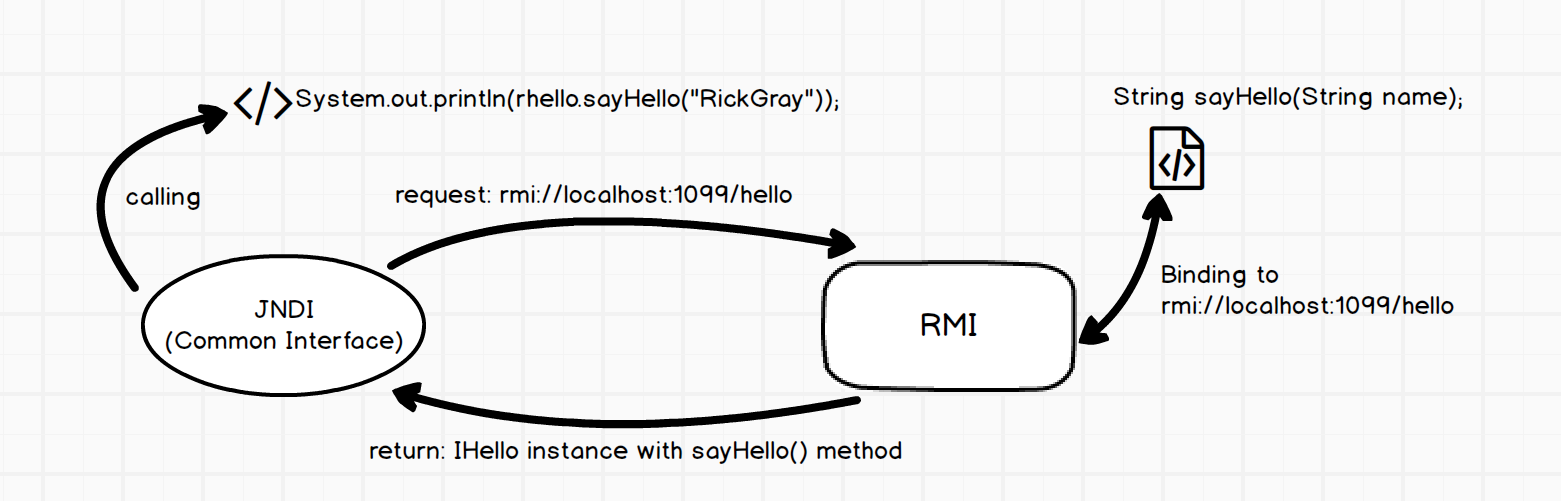 </>System.out.println(rhello.sayHello("RickGray"));
String sayHello(String name);
</>
calling
request: rmi://localhost:1099/hello
Binding to
rmi://localhost:1099/hello
JNDI
(Common Interface)
RMI
return: IHello instance with sayHello() method